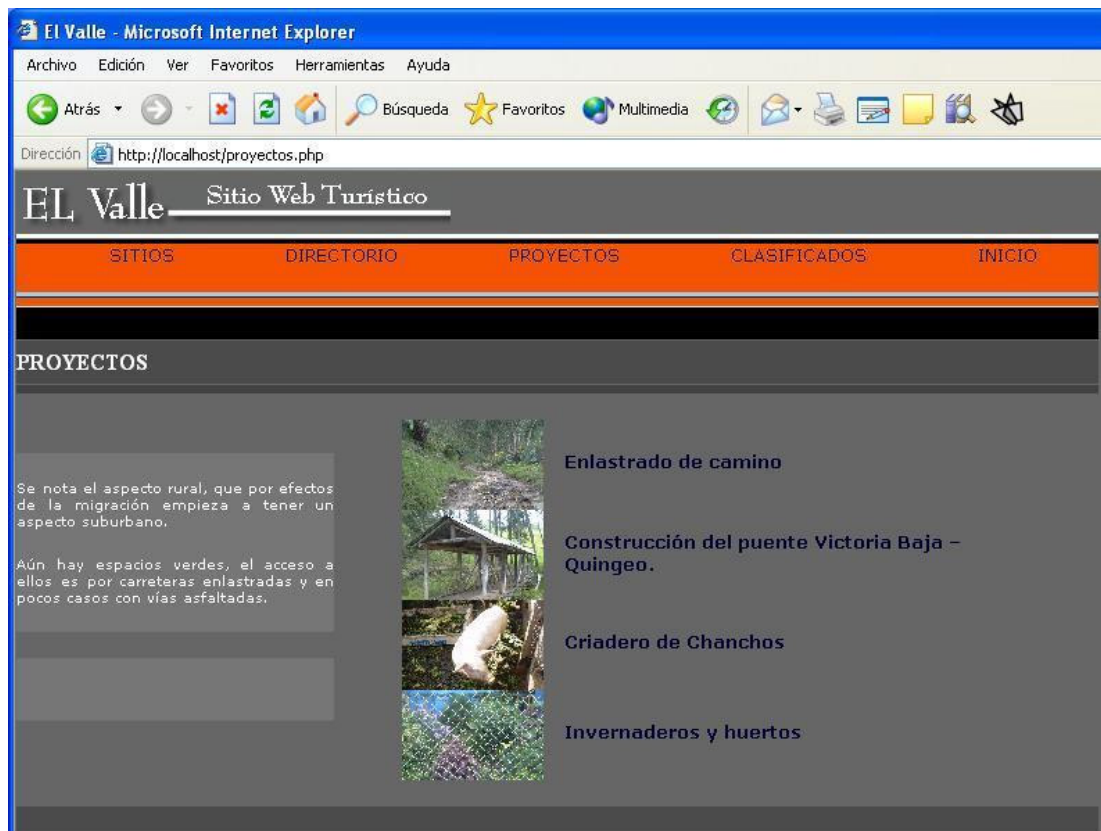 El Valle - Microsoft Internet Explorer
Archivo Edición Ver Favoritos Herramientas Ayuda
Atrás Búsqueda Favoritos Multimedia
Dirección http://localhost/proyectos.php
EL Valle Sitio Web Turístico
SITIOS DIRECTORIO PROYECTOS CLASIFICADOS INICIO
PROYECTOS
Se nota el aspecto rural, que por efectos
de la migración empieza a tener un
aspecto suburbano.
Aún hay espacios verdes, el acceso a
ellos es por carreteras enlastradas y en
pocos casos con vías asfaltadas.
Enlastrado de camino
Construcción del puente Victoria Baja –
Quingeo.
Criadero de Chanchos
Invernaderos y huertos